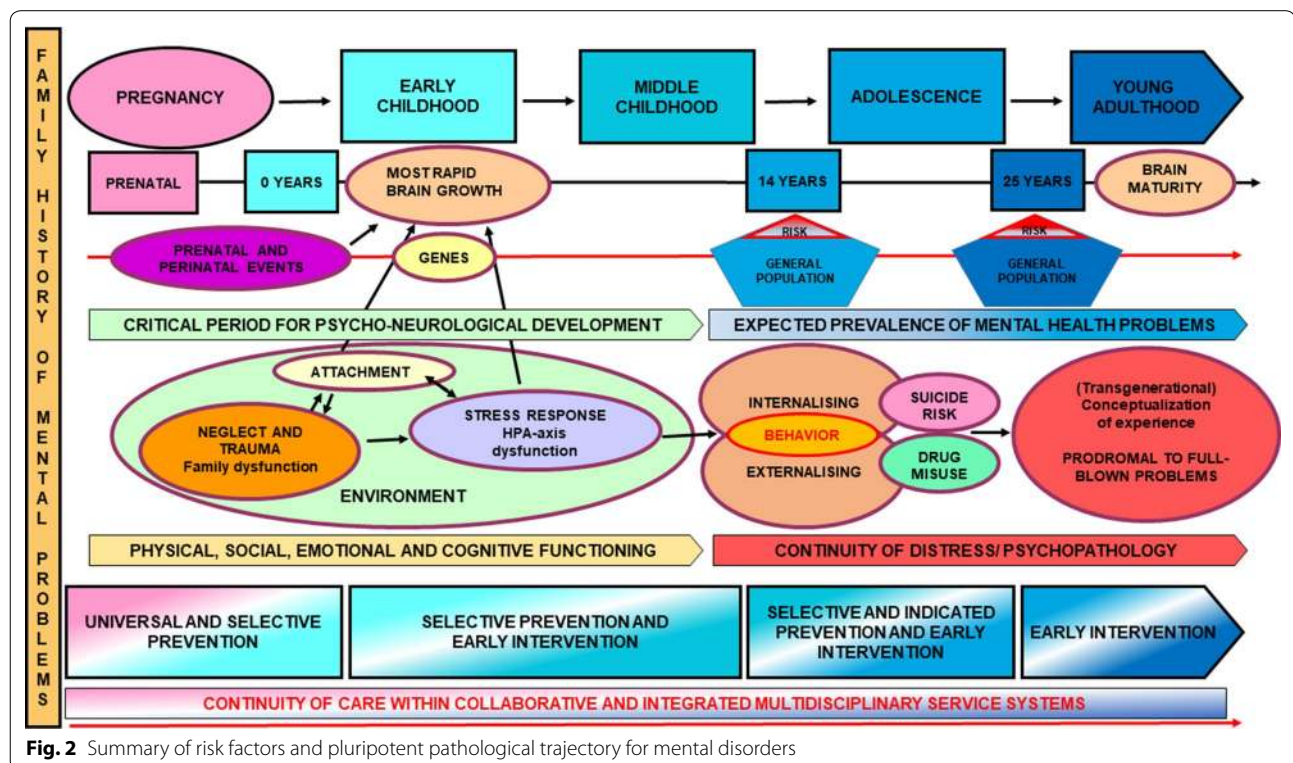 FAMILY HISTORY OF MENTAL PROBLEMS
PREGNANCY
EARLY
CHILDHOOD
MIDDLE
CHILDHOOD
ADOLESCENCE
YOUNG
ADULTHOOD
PRENATAL
0 YEARS
MOST RAPID
BRAIN GROWTH
14 YEARS
25 YEARS
BRAIN
MATURITY
PRENATAL AND
PERINATAL EVENTS
GENES
RISK
GENERAL
POPULATION
RISK
GENERAL
POPULATION
CRITICAL PERIOD FOR PSYCHO-NEUROLOGICAL DEVELOPMENT
EXPECTED PREVALENCE OF MENTAL HEALTH PROBLEMS
ATTACHMENT
NEGLECT AND
TRAUMA
Family dysfunction
STRESS RESPONSE
HPA-axis
dysfunction
ENVIRONMENT
INTERNALISING
BEHAVIOR
EXTERNALISING
SUICIDE
RISK
DRUG
MISUSE
(Transgenerational)
Conceptualization
of experience
PRODROMAL TO FULL-
BLOWN PROBLEMS
PHYSICAL, SOCIAL, EMOTIONAL AND COGNITIVE FUNCTIONING
CONTINUITY OF DISTRESS/ PSYCHOPATHOLOGY
UNIVERSAL AND SELECTIVE
PREVENTION
SELECTIVE PREVENTION AND
EARLY INTERVENTION
SELECTIVE AND INDICATED
PREVENTION AND EARLY
INTERVENTION
EARLY INTERVENTION
CONTINUITY OF CARE WITHIN COLLABORATIVE AND INTEGRATED MULTIDISCIPLINARY SERVICE SYSTEMS
Fig. 2 Summary of risk factors and pluripotent pathological trajectory for mental disorders